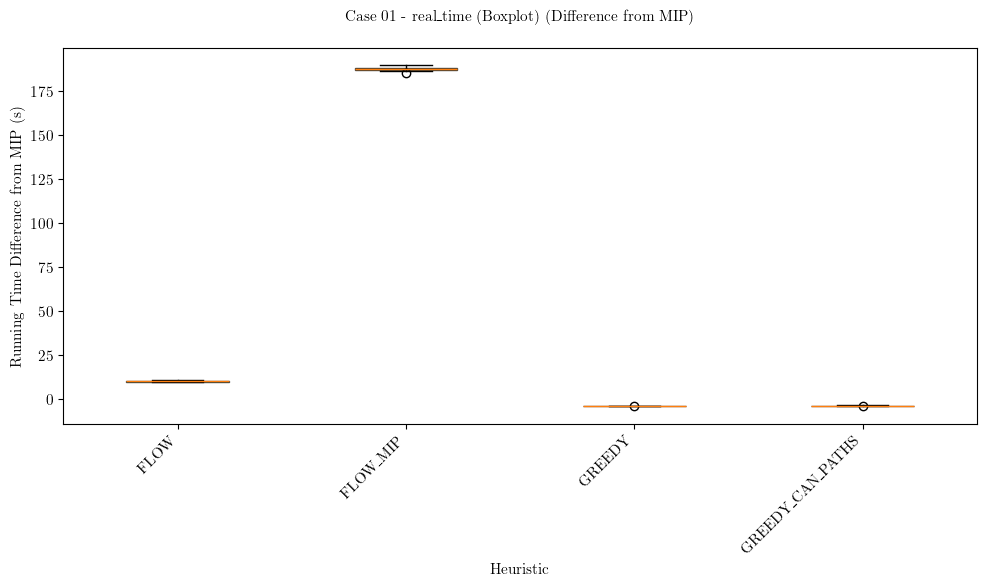 Case 01 - real_time (Boxplot) (Difference from MIP)
Running Time Difference from MIP (s)
175
150
125
100
75
50
25
0
FLOW
FLOW_MIP
GREEDY
GREEDY_CAN_PATHS
Heuristic